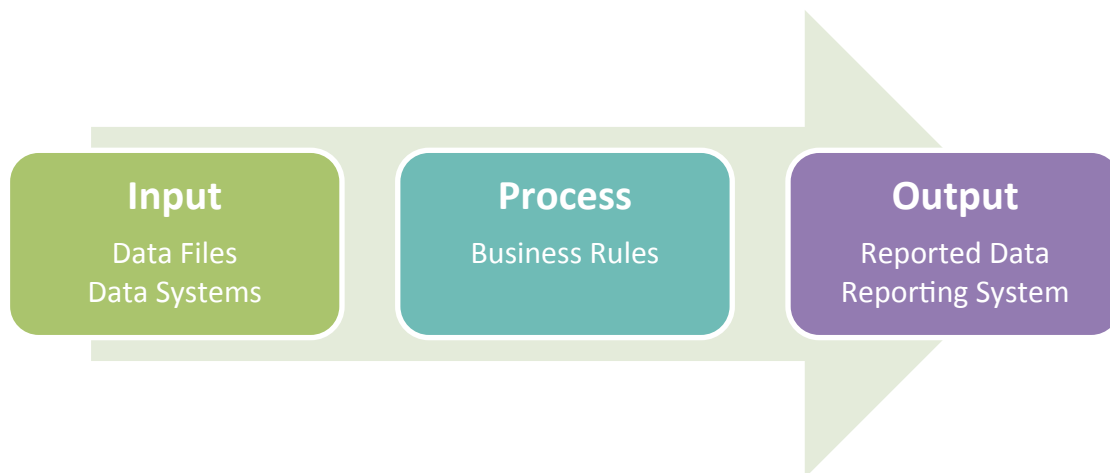 Input
Data Files
Data Systems
Process
Business Rules
Output
Reported Data
Reporting System